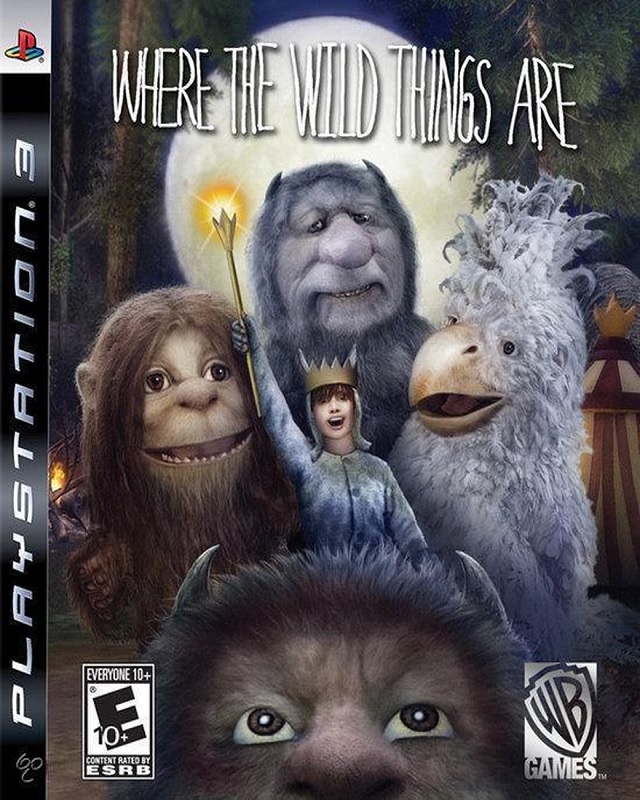 WHERE THE WILD THINGS ARE
PLAYSTATION 3
EVERYONE 10+
E
10+
CONTENT RATED BY
ESRB
WB
GAMES